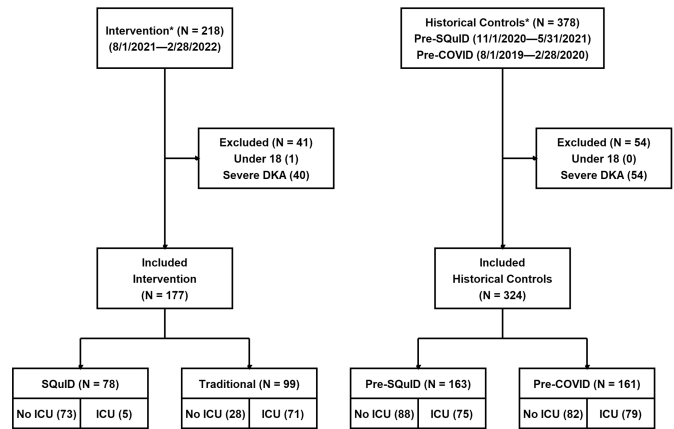 Intervention* (N = 218)
(8/1/2021—2/28/2022)
Historical Controls* (N = 378)
Pre-SQuID (11/1/2020—5/31/2021)
Pre-COVID (8/1/2019—2/28/2020)
Excluded (N = 41)
Under 18 (1)
Severe DKA (40)
Excluded (N = 54)
Under 18 (0)
Severe DKA (54)
Included
Intervention
(N = 177)
Included
Historical Controls
(N = 324)
SQuID (N = 78)
No ICU (73) ICU (5)
Traditional (N = 99)
No ICU (28) ICU (71)
Pre-SQuID (N = 163)
No ICU (88) ICU (75)
Pre-COVID (N = 161)
No ICU (82) ICU (79)